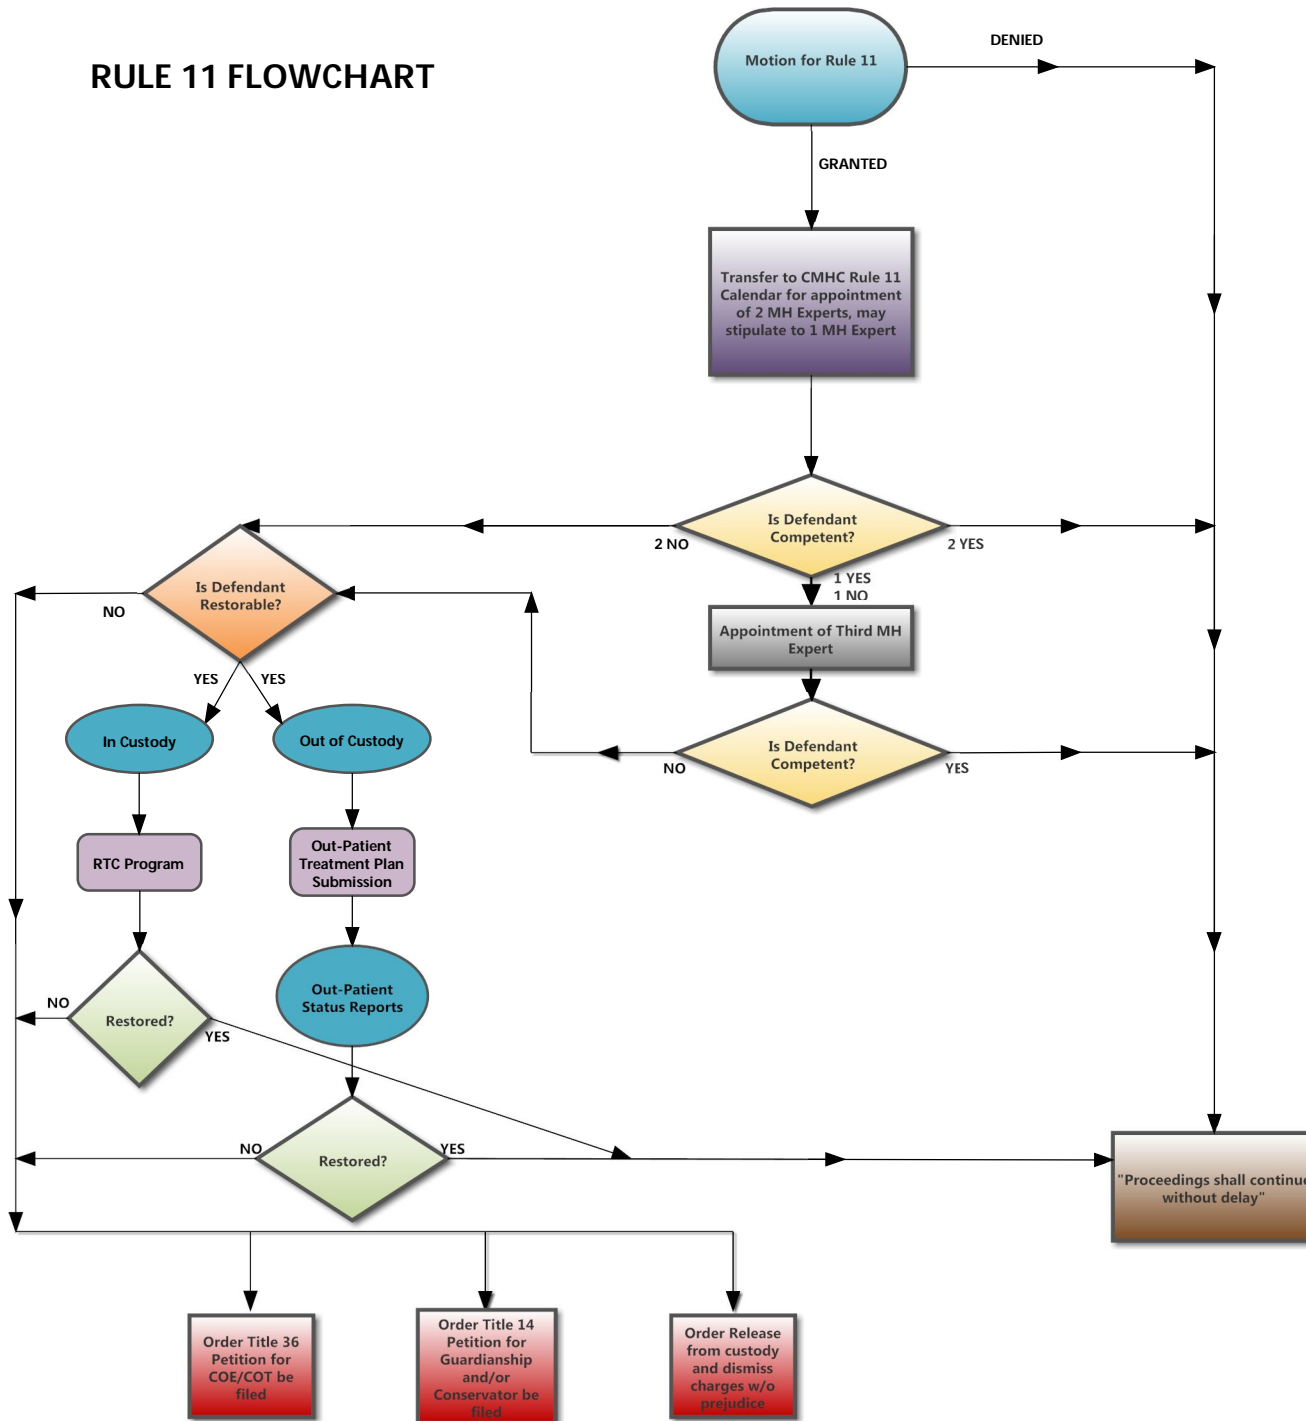 RULE 11 FLOWCHART
Motion for Rule 11
DENIED
GRANTED
Transfer to CMHC Rule 11
Calendar for appointment
of 2 MH Experts, may
stipulate to 1 MH Expert
Is Defendant
Competent?
2 NO
2 YES
1 YES
1 NO
Is Defendant
Restorable?
NO
YES
YES
Appointment of Third MH
Expert
Is Defendant
Competent?
NO
YES
In Custody
Out of Custody
RTC Program
Out-Patient
Treatment Plan
Submission
Out-Patient
Status Reports
Restored?
NO
YES
Restored?
NO
YES
"Proceedings shall continue
without delay"
Order Title 36
Petition for
COE/COT be
filed
Order Title 14
Petition for
Guardianship
and/or
Conservator be
filed
Order Release
from custody
and dismiss
charges w/o
prejudice